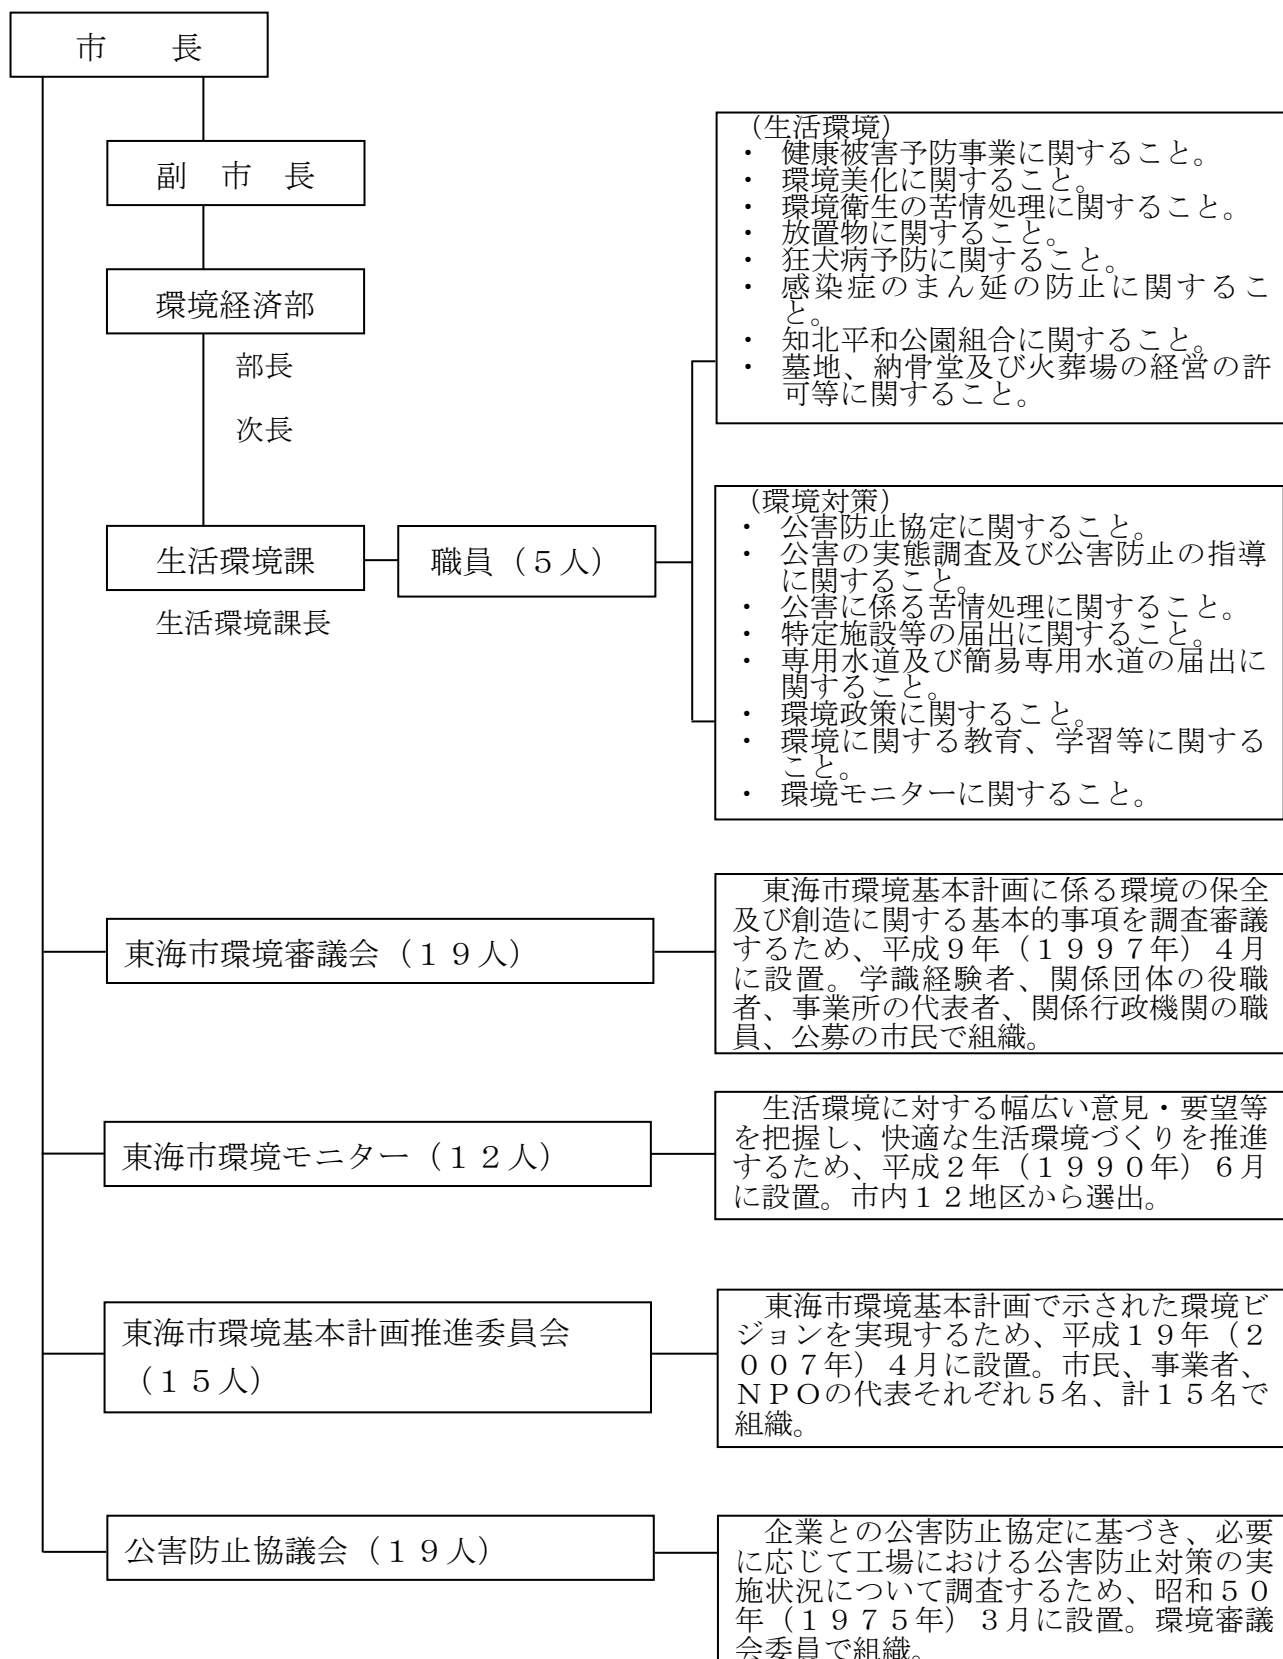 市　　長
副　市　長
環境経済部
部長
次長
生活環境課
生活環境課長
職員（５人）
（生活環境）
・　健康被害予防事業に関すること。
・　環境美化に関すること。
・　環境衛生の苦情処理に関すること。
・　放置物に関すること。
・　狂犬病予防に関すること。
・　感染症のまん延の防止に関するこ
と。
・　知北平和公園組合に関すること。
・　墓地、納骨堂及び火葬場の経営の許
可等に関すること。
（環境対策）
・　公害防止協定に関すること。
・　公害の実態調査及び公害防止の指導
に関すること。
・　公害に係る苦情処理に関すること。
・　特定施設等の届出に関すること。
・　専用水道及び簡易専用水道の届出に
関すること。
・　環境政策に関すること。
・　環境に関する教育、学習等に関する
こと。
・　環境モニターに関すること。
東海市環境審議会（１９人）
東海市環境基本計画に係る環境の保全
及び創造に関する基本的事項を調査審議
するため、平成９年（１９９７年）４月
に設置。学識経験者、関係団体の役職
者、事業所の代表者、関係行政機関の職
員、公募の市民で組織。
東海市環境モニター（１２人）
生活環境に対する幅広い意見・要望等
を把握し、快適な生活環境づくりを推進
するため、平成２年（１９９０年）６月
に設置。市内１２地区から選出。
東海市環境基本計画推進委員会
（１５人）
東海市環境基本計画で示された環境ビ
ジョンを実現するため、平成１９年（２
００７年）４月に設置。市民、事業者、
ＮＰＯの代表それぞれ５名、計１５名で
組織。
公害防止協議会（１９人）
企業との公害防止協定に基づき、必要
に応じて工場における公害防止対策の実
施状況について調査するため、昭和５０
年（１９７５年）３月に設置。環境審議
会委員で組織。